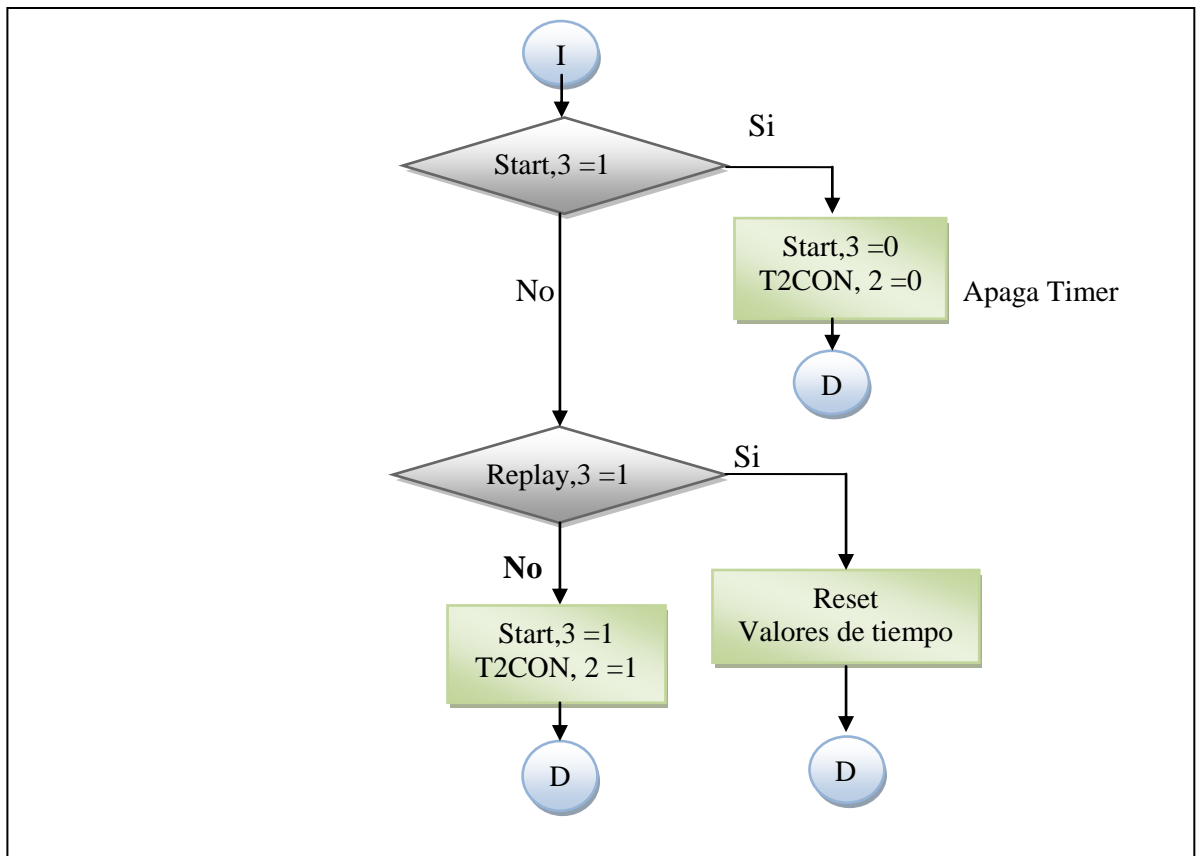 I
Start,3 =1
Si
Start,3 =0
T2CON, 2 =0
Apaga Timer
No
D
Replay,3 =1
Si
No
Start,3 =1
T2CON, 2 =1
Reset
Valores de tiempo
D
D